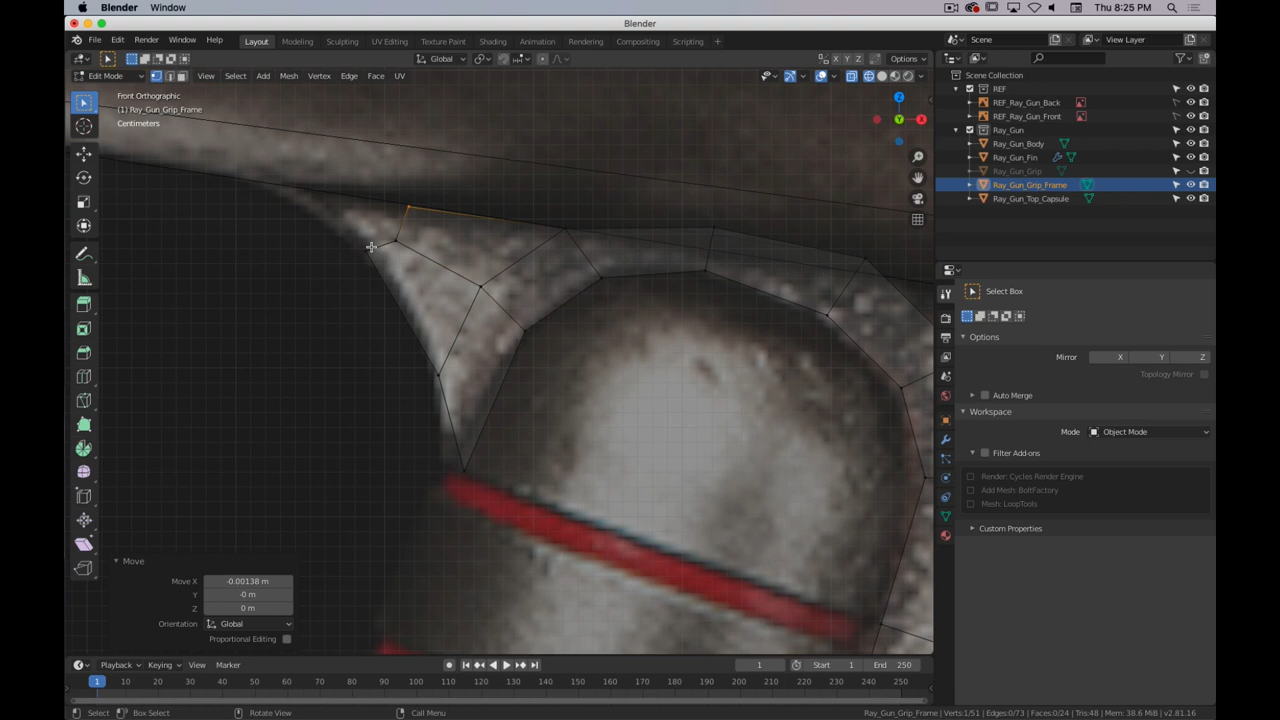 Blender Window
Thu 8:25 PM
Blender
File Edit Render Window Help
Layout Modeling Sculpting UV Editing Texture Paint Shading Animation Rendering Compositing Scripting +
Scene
View Layer
Global
X Y Z
Options
Edit Mode
View Select Add Mesh Vertex Edge Face UV
Front Orthographic
(1) Ray_Gun_Grip_Frame
Centimeters
Z
Y
X
Scene Collection
REF
REF_Ray_Gun_Back
REF_Ray_Gun_Front
Ray_Gun
Ray_Gun_Body
Ray_Gun_Fin
Ray_Gun_Grip
Ray_Gun_Grip_Frame
Ray_Gun_Top_Capsule
Select Box
Options
Mirror X Y Z
Topology Mirror
Auto Merge
Workspace
Mode Object Mode
Filter Add-ons
Render: Cycles Render Engine
Add Mesh: BoltFactory
Mesh: LoopTools
Custom Properties
Move
Move X -0.00138 m
Y -0 m
Z 0 m
Orientation Global
Proportional Editing
Playback Keying View Marker
1
Start 1
End 250
1 10 20 30 40 50 60 70 80 90 100 110 120 130 140 150 160 170 180 190 200 210 220 230 240 250
Select
Box Select
Rotate View
Call Menu
Ray_Gun_Grip_Frame | Verts:1/51 | Edges:0/73 | Faces:0/24 | Tris:48 | Mem: 38.6 MiB | v2.81.16